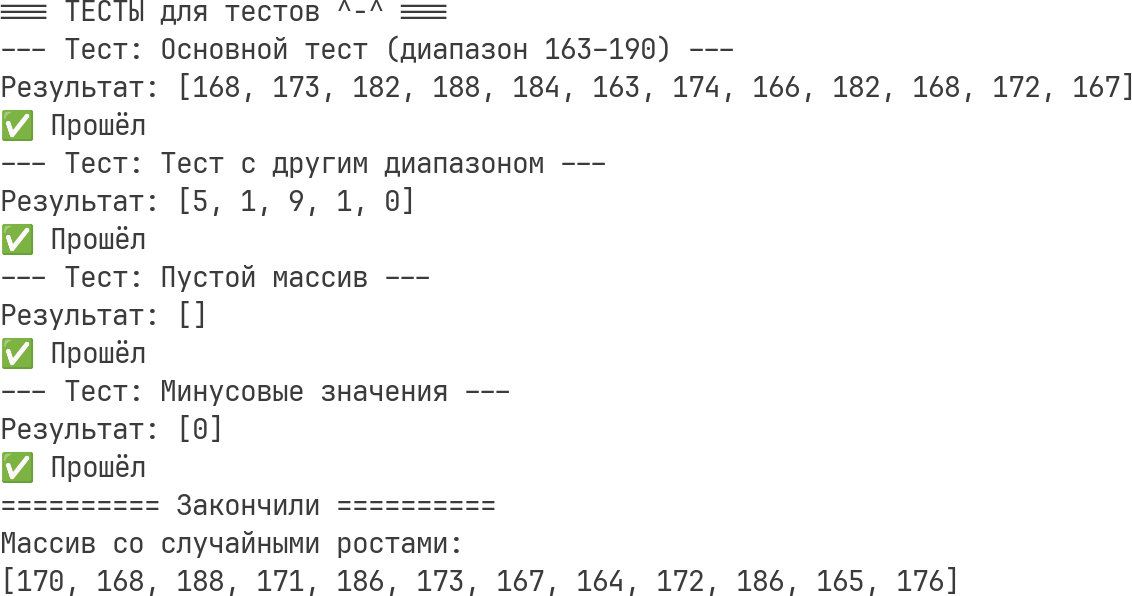 === ТЕСТЫ для тестов ^-^ ===
--- Тест: Основной тест (диапазон 163-190) ---
Результат: [168, 173, 182, 188, 184, 163, 174, 166, 182, 168, 172, 167]
✅ Прошёл
--- Тест: Тест с другим диапазоном ---
Результат: [5, 1, 9, 1, 0]
✅ Прошёл
--- Тест: Пустой массив ---
Результат: []
✅ Прошёл
--- Тест: Минусовые значения ---
Результат: [0]
✅ Прошёл
========== Закончили ==========
Массив со случайными ростами:
[170, 168, 188, 171, 186, 173, 167, 164, 172, 186, 165, 176]